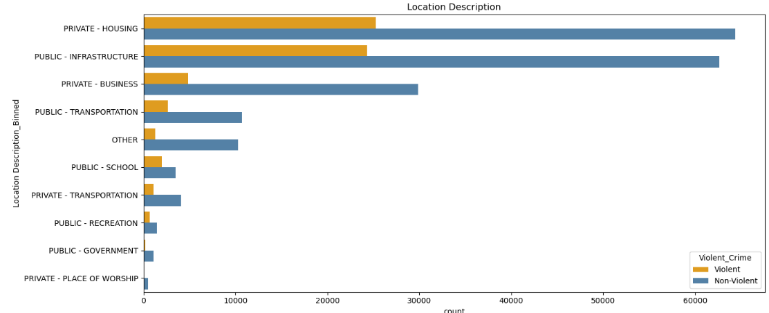 Location Description
PRIVATE - HOUSING
PUBLIC - INFRASTRUCTURE
PRIVATE - BUSINESS
PUBLIC - TRANSPORTATION
OTHER
PUBLIC - SCHOOL
PRIVATE - TRANSPORTATION
PUBLIC - RECREATION
PUBLIC - GOVERNMENT
PRIVATE - PLACE OF WORSHIP
Location Description_Binned
Violent_Crime
Violent
Non-Violent
0 10000 20000 30000 40000 50000 60000
count